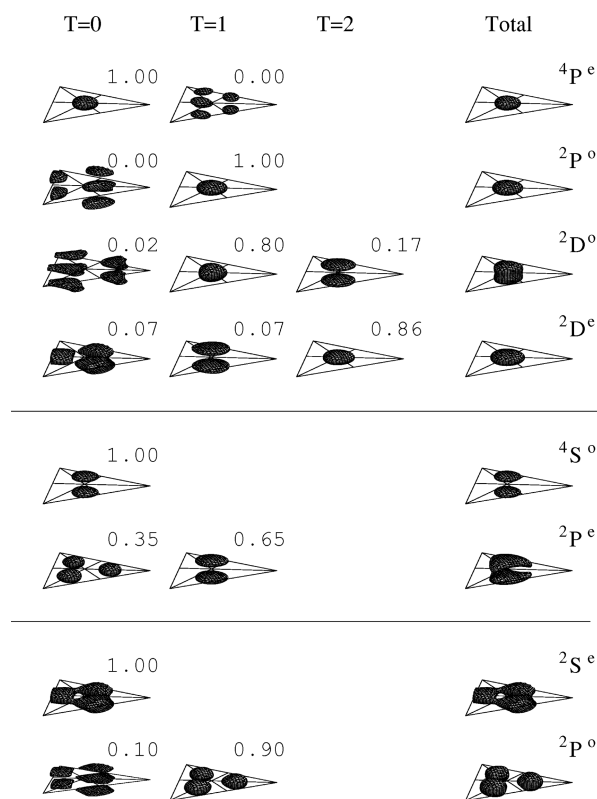 T=0 T=1 T=2 Total
1.00 0.00 ⁴Pᵉ
0.00 1.00 ²Pᵒ
0.02 0.80 0.17 ²Dᵒ
0.07 0.07 0.86 ²Dᵉ
1.00 ⁴Sᵒ
0.35 0.65 ²Pᵉ
1.00 ²Sᵉ
0.10 0.90 ²Pᵒ